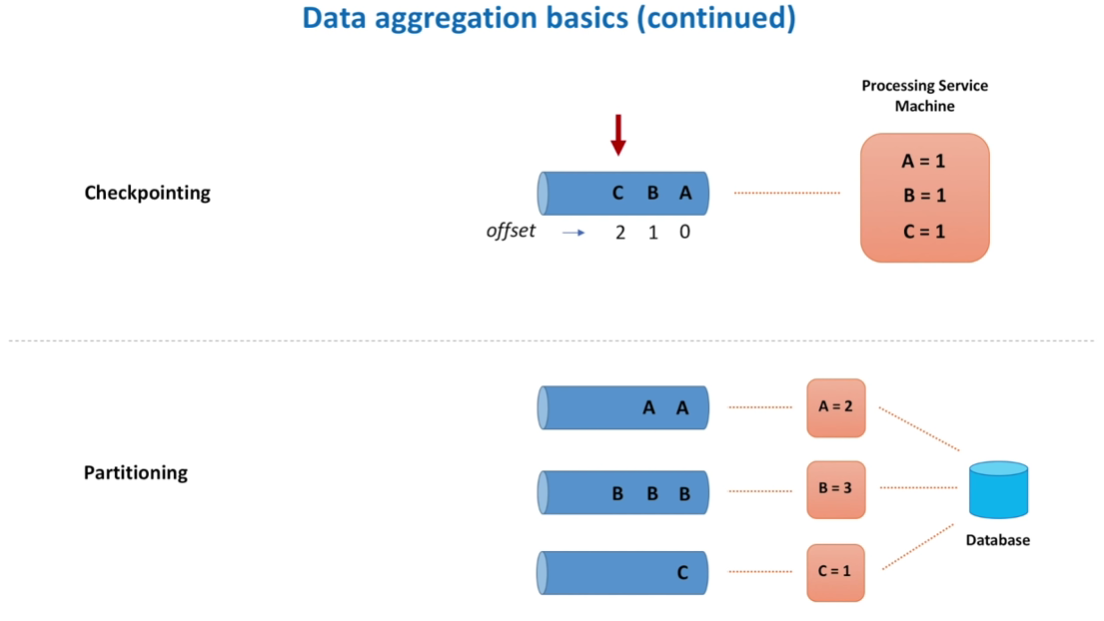 Data aggregation basics (continued)
Processing Service
Machine
Checkpointing
C B A
offset → 2 1 0
A = 1
B = 1
C = 1
Partitioning
A A
A = 2
B B B
B = 3
C
C = 1
Database